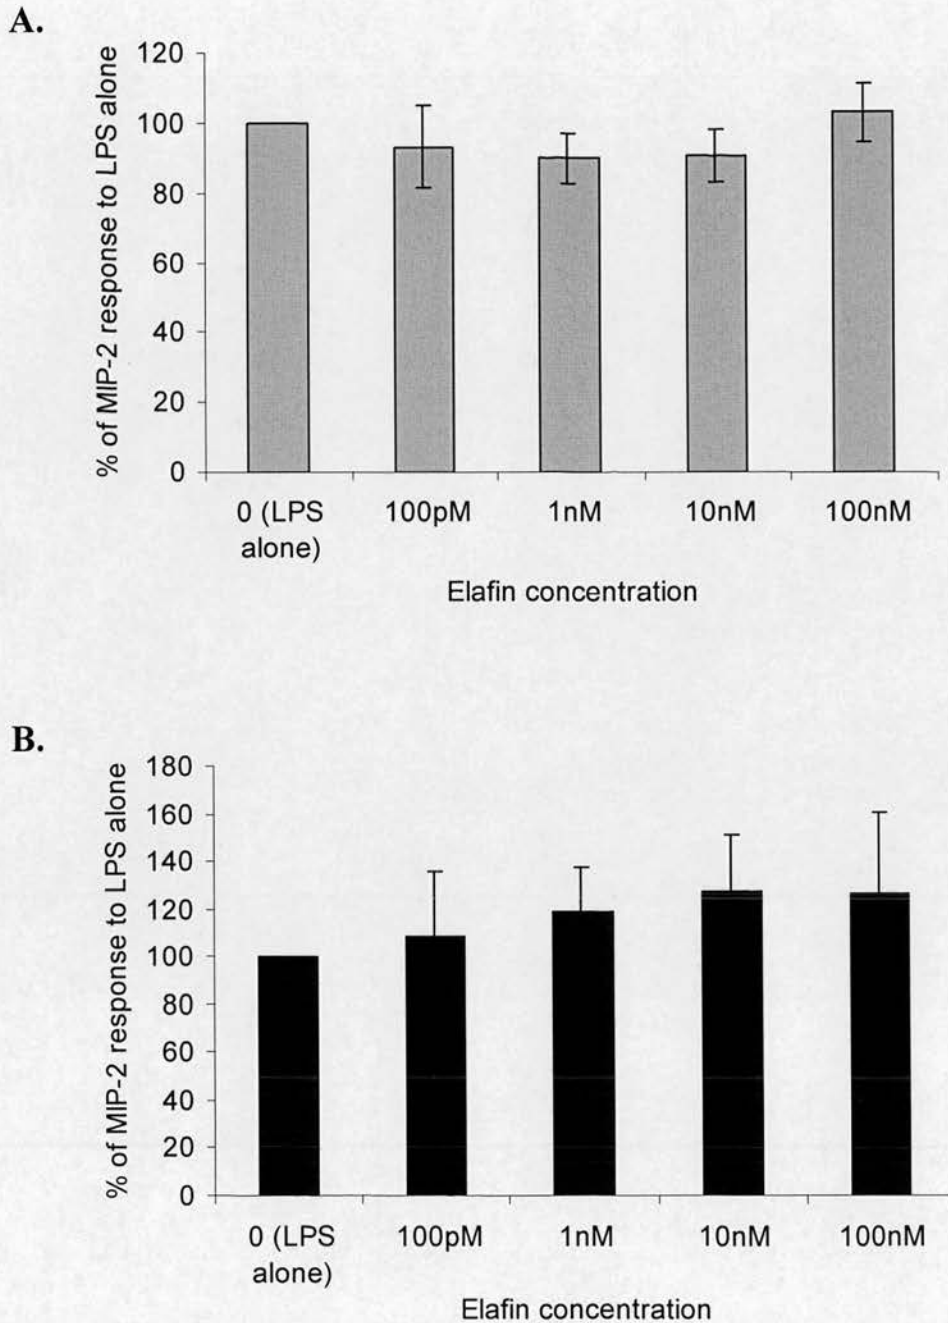 A.
% of MIP-2 response to LPS alone
120
100
80
60
40
20
0
0 (LPS
alone)
100pM
1nM
10nM
100nM
Elafin concentration
B.
% of MIP-2 response to LPS alone
180
160
140
120
100
80
60
40
20
0
0 (LPS
alone)
100pM
1nM
10nM
100nM
Elafin concentration